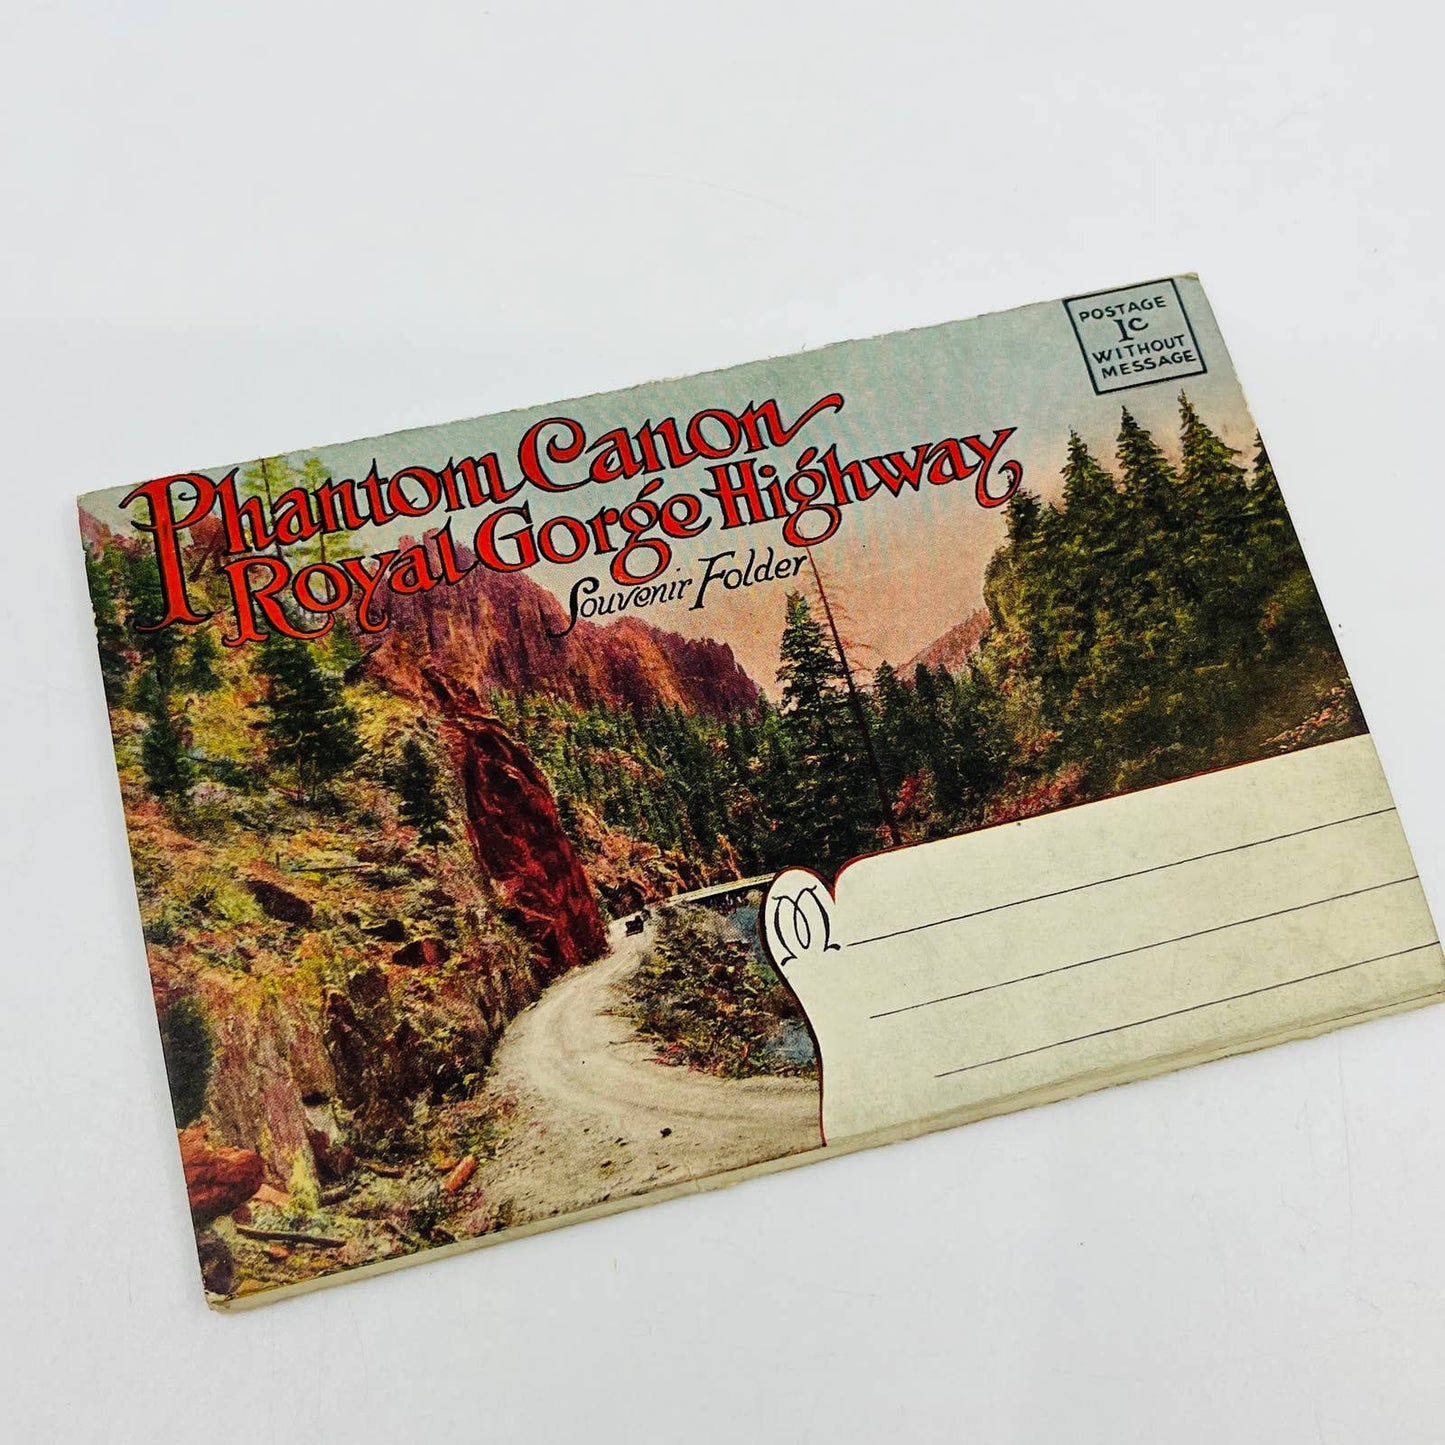 POSTAGE
1c
WITHOUT
MESSAGE
Phantom Canon
Royal Gorge Highway
Souvenir Folder
M